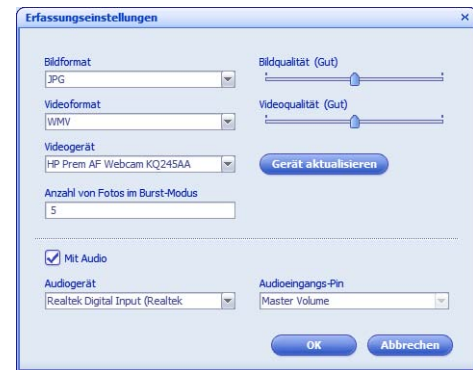 Erfassungseinstellungen
Bildformat
JPG
Bildqualität (Gut)
Videoformat
WMV
Videoqualität (Gut)
Videogerät
HP Prem AF Webcam KQ245AA
Gerät aktualisieren
Anzahl von Fotos im Burst-Modus
5
Mit Audio
Audiogerät
Realtek Digital Input (Realtek
Audioeingangs-Pin
Master Volume
OK
Abbrechen